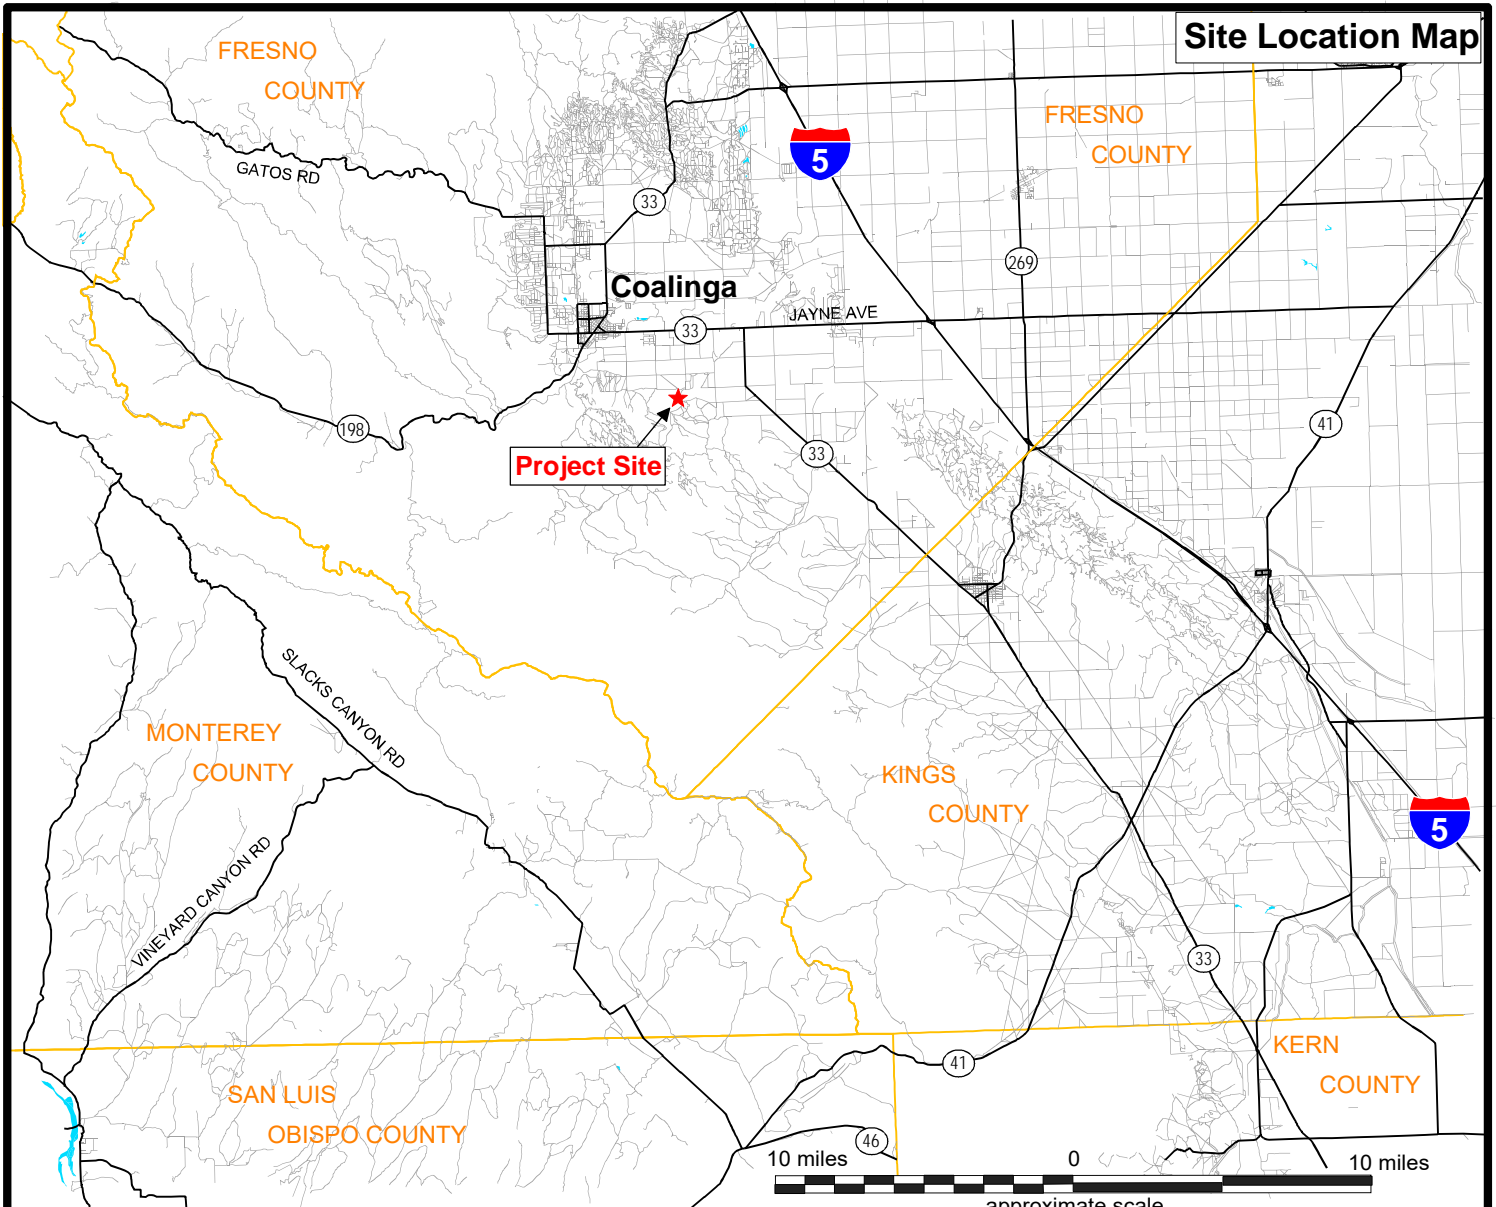 Site Location Map
FRESNO
COUNTY
FRESNO
COUNTY
5
GATOS RD
33
269
Coalinga
JAYNE AVE
33
198
41
33
Project Site
SLACKS CANYON RD
MONTEREY
COUNTY
KINGS
COUNTY
5
VINEYARD CANYON RD
33
KERN
COUNTY
41
SAN LUIS
OBISPO COUNTY
46
10 miles 0 10 miles
approximate scale